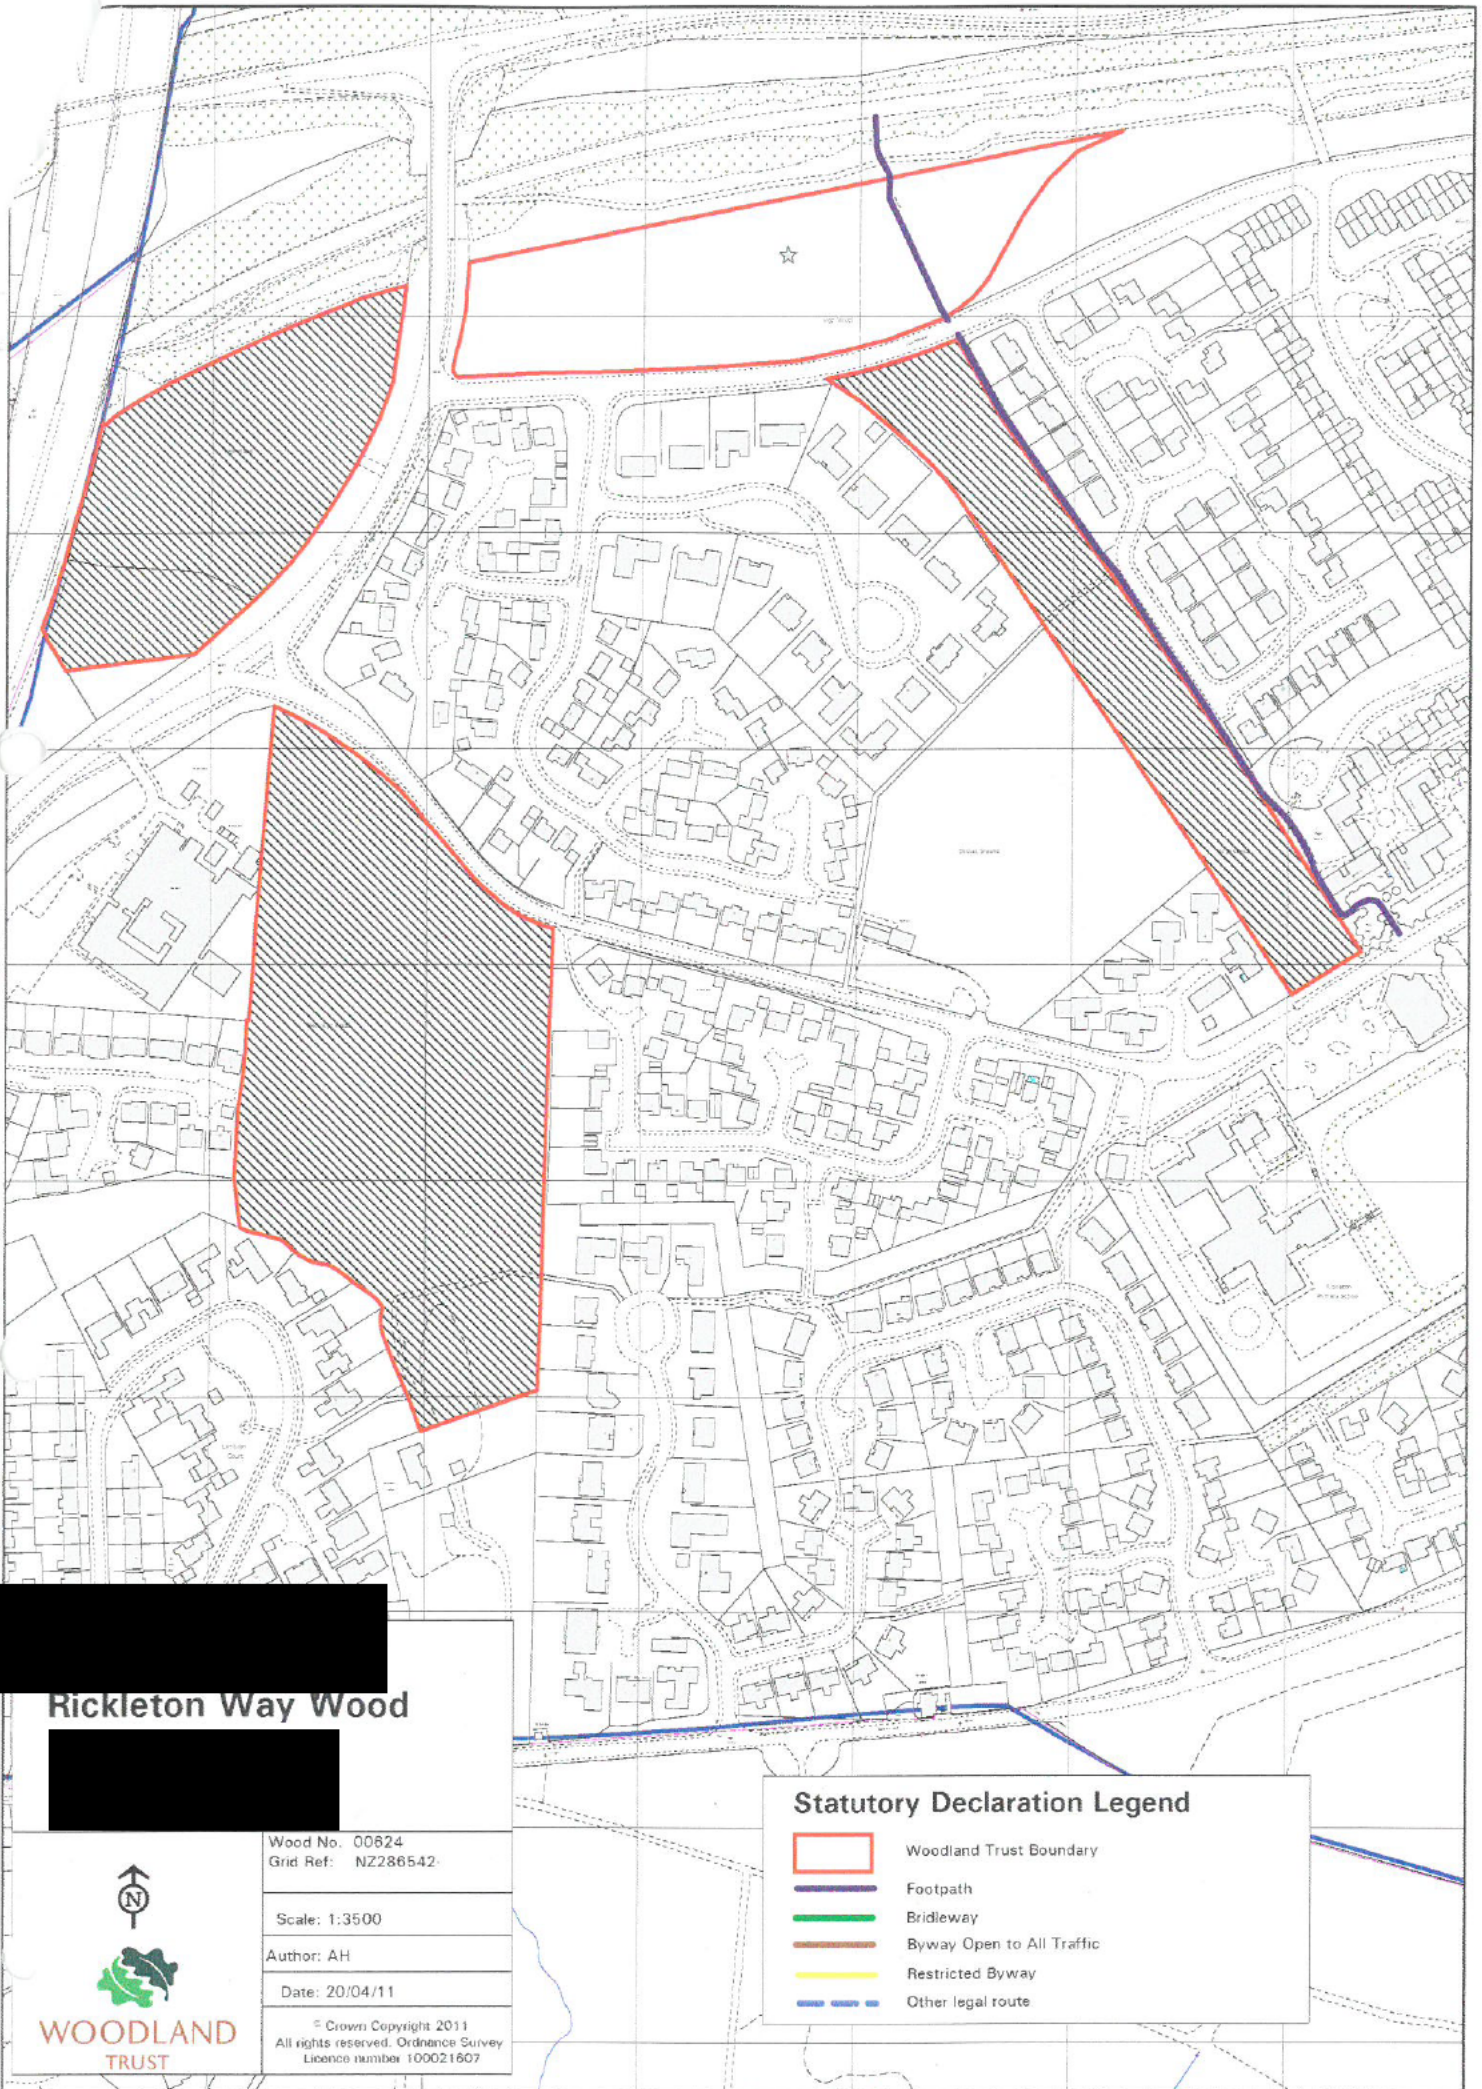 Rickleton Way Wood
Wood No. 00624
Grid Ref: NZ286542
Scale: 1:3500
Author: AH
Date: 20/04/11
© Crown Copyright 2011
All rights reserved. Ordnance Survey
Licence number 100021607
N
WOODLAND
TRUST
Statutory Declaration Legend
Woodland Trust Boundary
Footpath
Bridleway
Byway Open to All Traffic
Restricted Byway
Other legal route